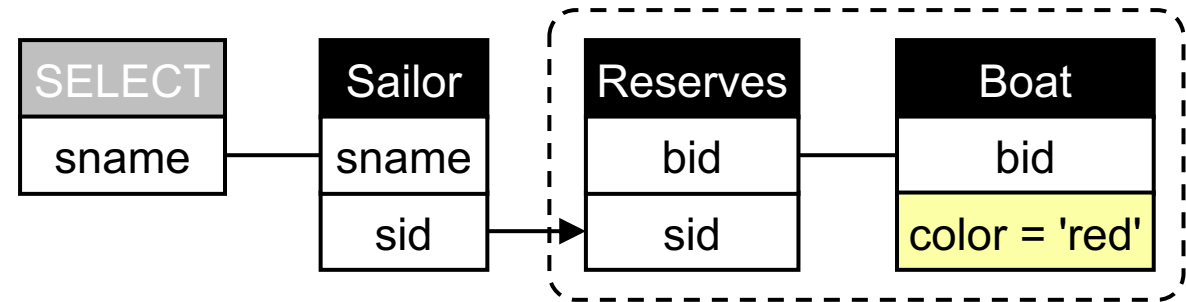 SELECT
sname
Sailor
sname
sid
Reserves
bid
sid
Boat
bid
color = 'red'